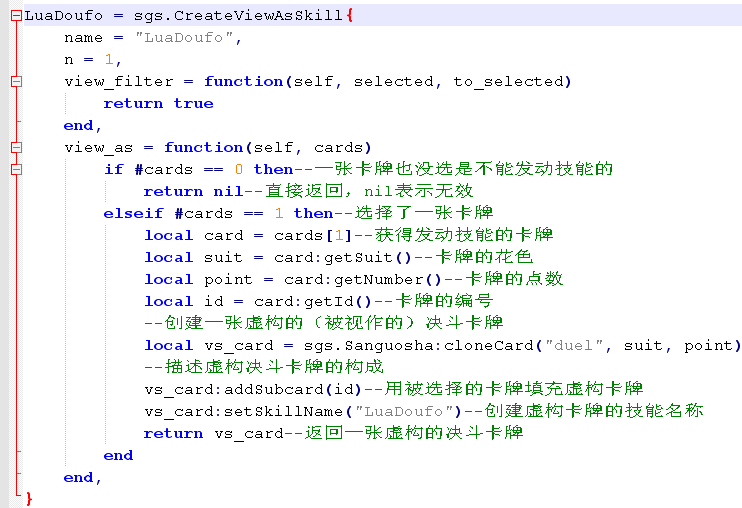 LuaDoufo = sgs.CreateViewAsSkill{
    name = "LuaDoufo",
    n = 1,
    view_filter = function(self, selected, to_selected)
        return true
    end,
    view_as = function(self, cards)
        if #cards == 0 then--一张卡牌也没选是不能发动技能的
            return nil--直接返回，nil表示无效
        elseif #cards == 1 then--选择了一张卡牌
            local card = cards[1]--获得发动技能的卡牌
            local suit = card:getSuit()--卡牌的花色
            local point = card:getNumber()--卡牌的点数
            local id = card:getId()--卡牌的编号
            --创建一张虚构的（被视作的）决斗卡牌
            local vs_card = sgs.Sanguosha:cloneCard("duel", suit, point)
            --描述虚构决斗卡牌的构成
            vs_card:addSubcard(id)--用被选择的卡牌填充虚构卡牌
            vs_card:setSkillName("LuaDoufo")--创建虚构卡牌的技能名称
            return vs_card--返回一张虚构的决斗卡牌
        end
    end,
}